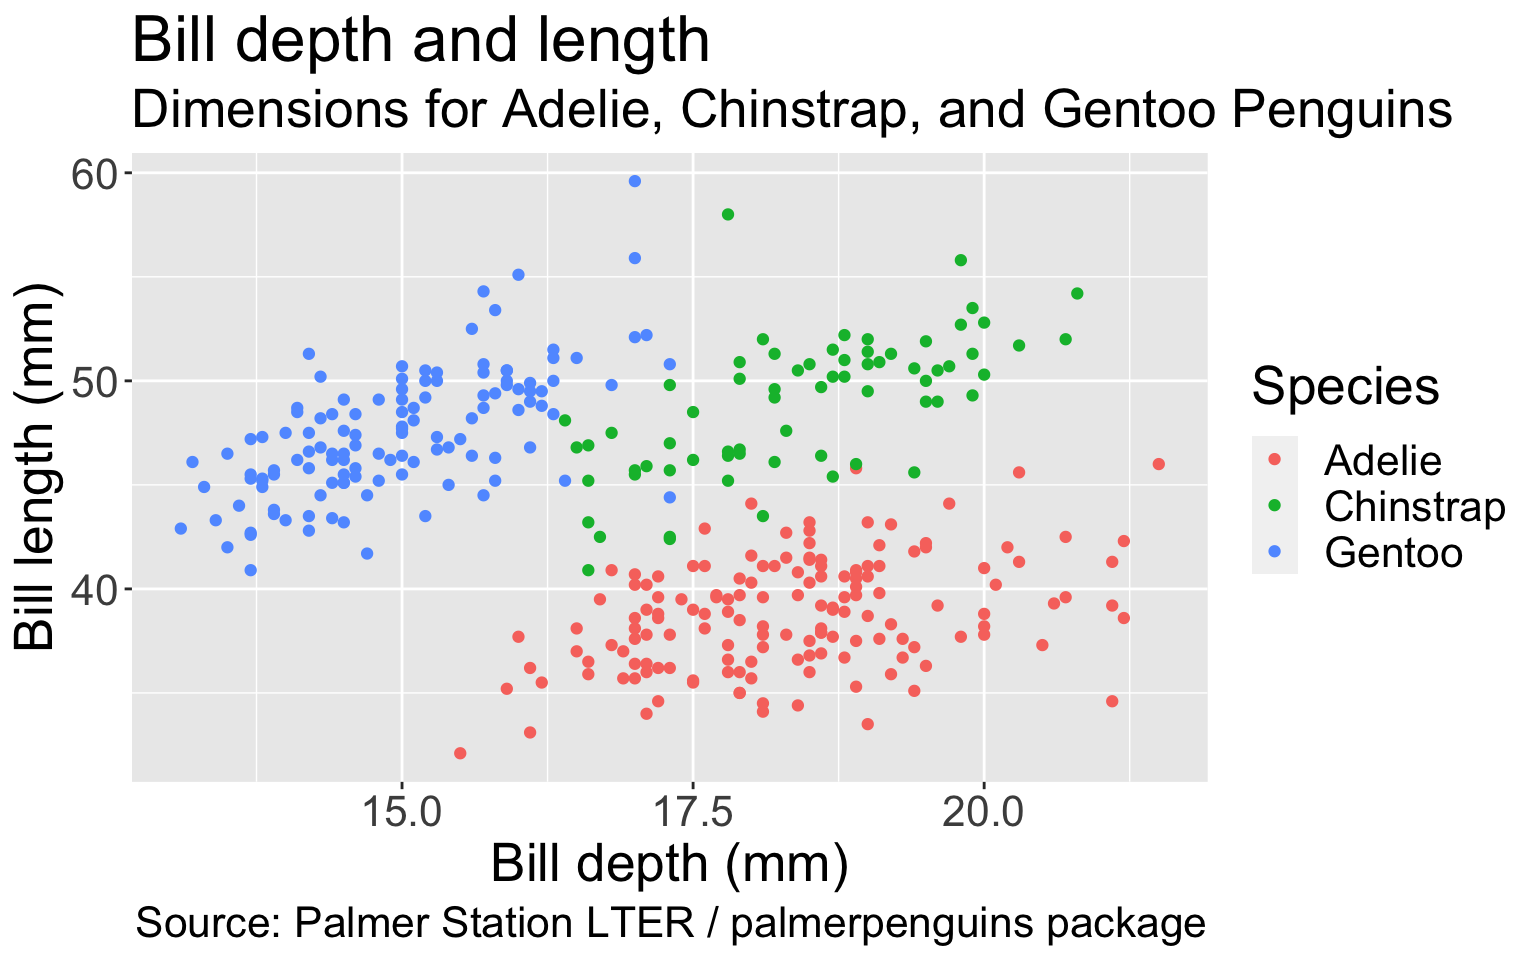 Bill depth and length
Dimensions for Adelie, Chinstrap, and Gentoo Penguins
60
50
40
Bill length (mm)
15.0 17.5 20.0
Bill depth (mm)
Species
Adelie
Chinstrap
Gentoo
Source: Palmer Station LTER / palmerpenguins package